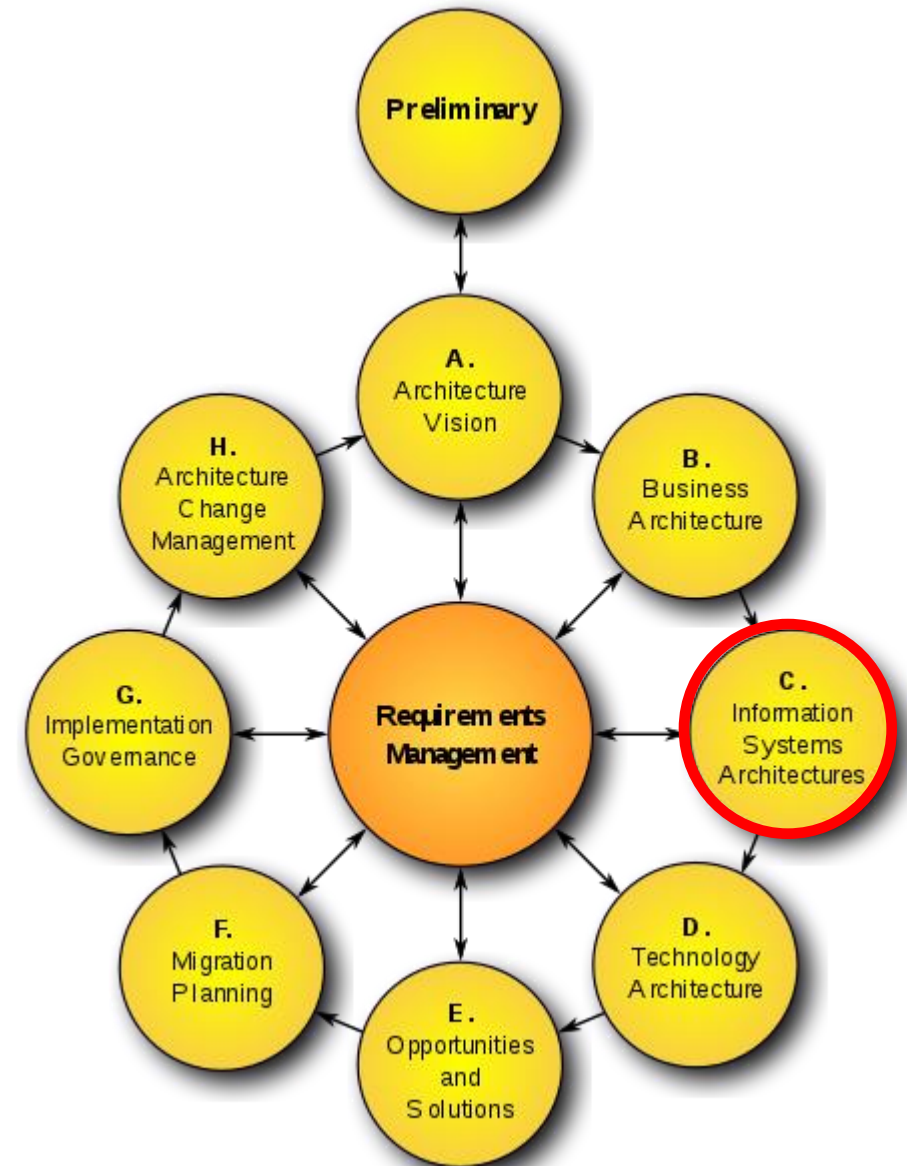 Preliminary
A.
Architecture
Vision
B.
Business
Architecture
C.
Information
Systems
Architectures
D.
Technology
Architecture
E.
Opportunities
and
Solutions
F.
Migration
Planning
G.
Implementation
Governance
H.
Architecture
Change
Management
Requirements
Management